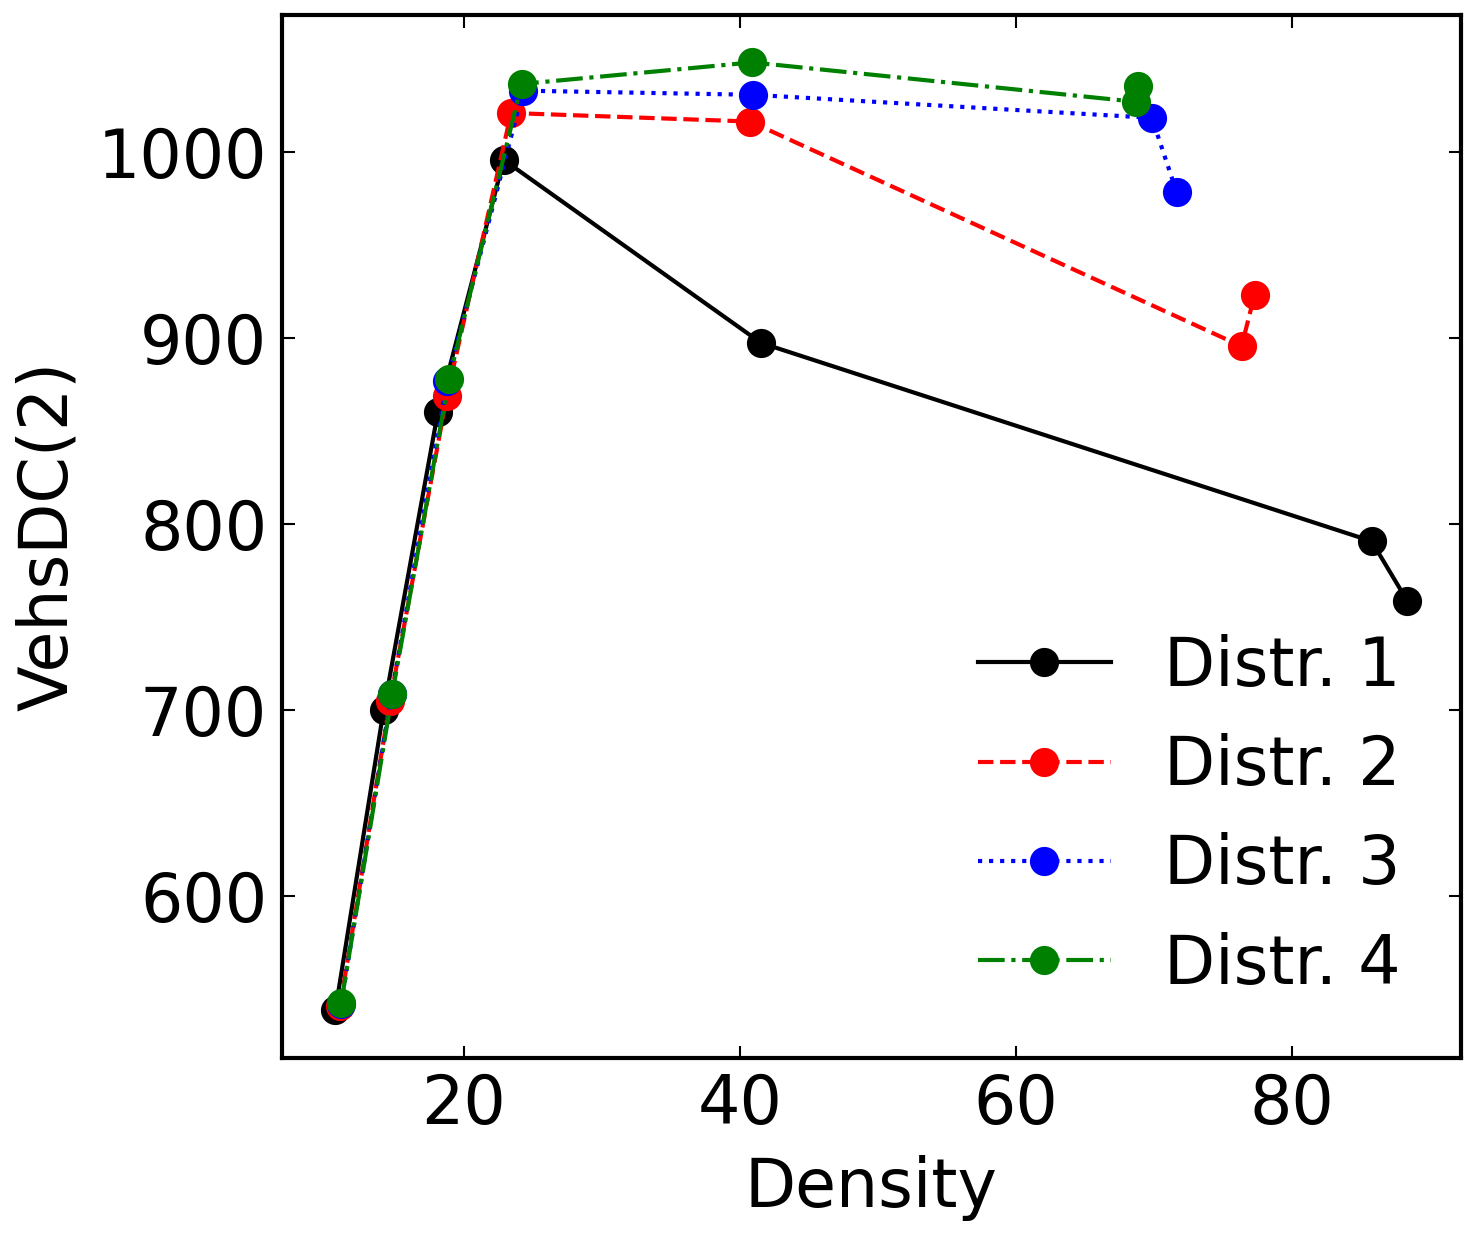 1000
900
800
700
600
VehsDC(2)
Distr. 1
Distr. 2
Distr. 3
Distr. 4
20 40 60 80
Density